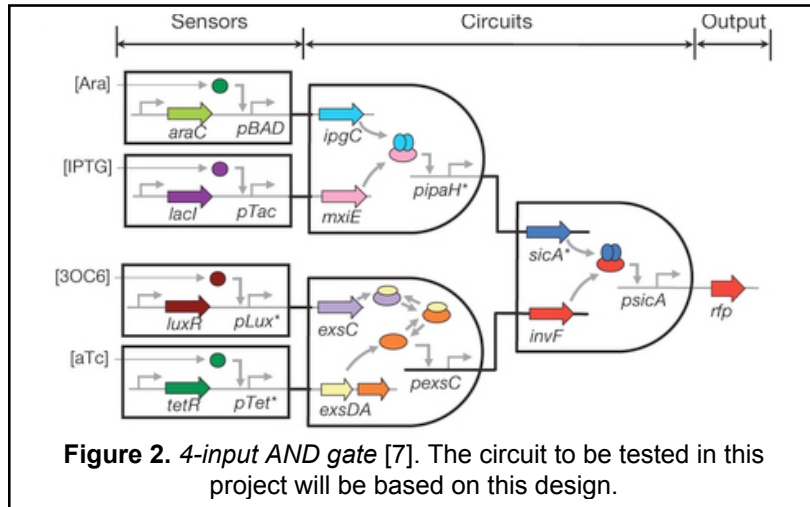 Sensors Circuits Output
[Ara]
araC pBAD ipgC
pipaH*
[IPTG]
lacI pTac mxiE
sicA*
psicA rfp
[3OC6]
luxR pLux* exsC
invF
[aTc]
pexsC
tetR pTet* exsDA
Figure 2. 4-input AND gate [7]. The circuit to be tested in this
project will be based on this design.